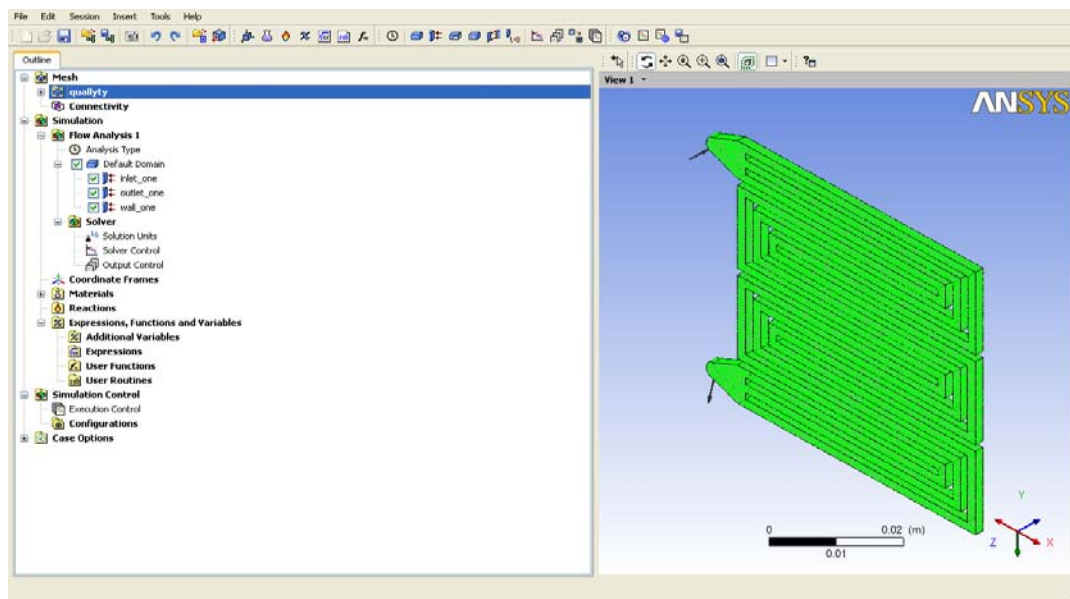 File Edit Session Insert Tools Help
Outline
Mesh
quallyty
Connectivity
Simulation
Flow Analysis 1
Analysis Type
Default Domain
inlet_one
outlet_one
wall_one
Solver
Solution Units
Solver Control
Output Control
Coordinate Frames
Materials
Reactions
Expressions, Functions and Variables
Additional Variables
Expressions
User Functions
User Routines
Simulation Control
Execution Control
Configurations
Case Options
View 1
ANSYS
Y
Z X
0 0.02 (m)
0.01